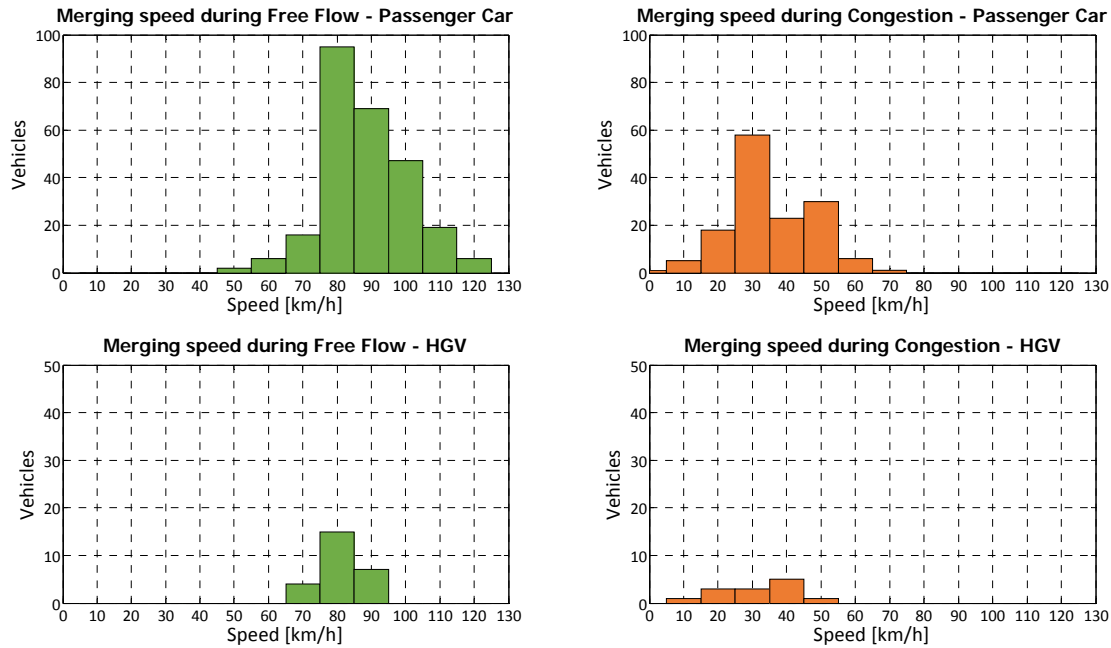 Merging speed during Free Flow - Passenger Car
100
80
60
40
20
0
Vehicles
0 10 20 30 40 50 60 70 80 90 100 110 120 130
Speed [km/h]
Merging speed during Congestion - Passenger Car
100
80
60
40
20
0
Vehicles
0 10 20 30 40 50 60 70 80 90 100 110 120 130
Speed [km/h]
Merging speed during Free Flow - HGV
50
40
30
20
10
0
Vehicles
0 10 20 30 40 50 60 70 80 90 100 110 120 130
Speed [km/h]
Merging speed during Congestion - HGV
50
40
30
20
10
0
Vehicles
0 10 20 30 40 50 60 70 80 90 100 110 120 130
Speed [km/h]